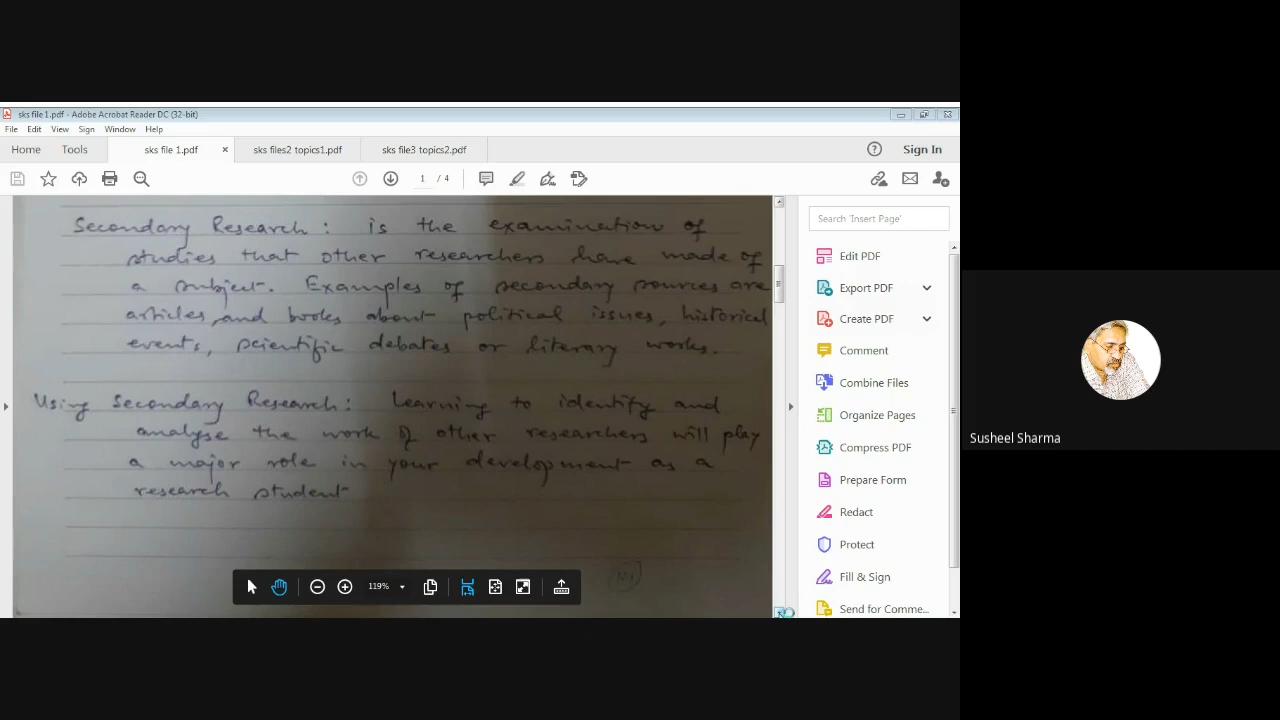 sks file 1.pdf - Adobe Acrobat Reader DC (32-bit)
File Edit View Sign Window Help
Home Tools sks file 1.pdf × sks files2 topics1.pdf sks file3 topics2.pdf Sign In
1 / 4
Secondary Research: is the examination of
studies that other researchers have made of
a subject. Examples of secondary sources are
articles, and books about political issues, historical
events, scientific debates or literary works.
Using Secondary Research: Learning to identify and
analyse the work of other researchers will play
a major role in your development as a
research student
119%
Search 'Insert Page'
Edit PDF
Export PDF
Create PDF
Comment
Combine Files
Organize Pages
Compress PDF
Prepare Form
Redact
Protect
Fill & Sign
Send for Comme...
Susheel Sharma